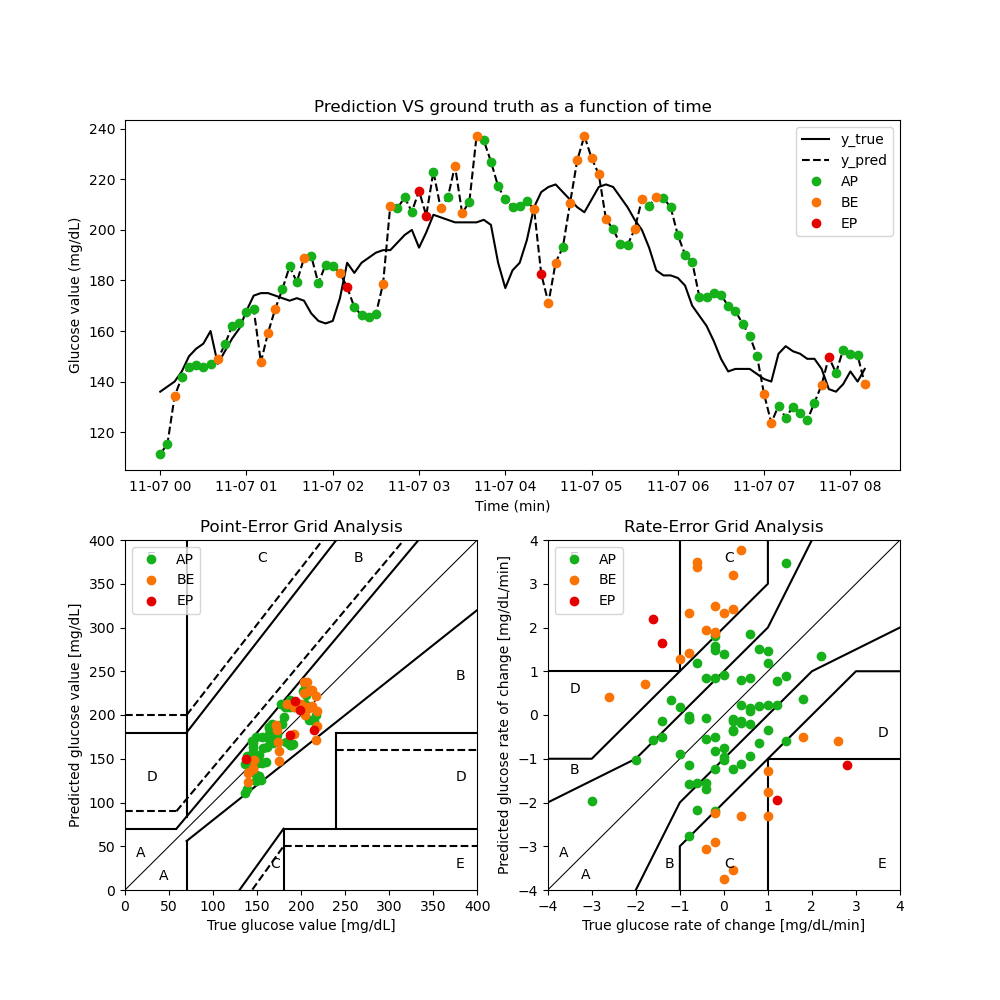 Prediction VS ground truth as a function of time
Glucose value (mg/dL)
240
220
200
180
160
140
120
y_true
y_pred
AP
BE
EP
11-07 00 11-07 01 11-07 02 11-07 03 11-07 04 11-07 05 11-07 06 11-07 07 11-07 08
Time (min)
Point-Error Grid Analysis
Predicted glucose value [mg/dL]
400
350
300
250
200
150
100
50
0
AP
BE
EP
C B
B
D D
A
A
C E
0 50 100 150 200 250 300 350 400
True glucose value [mg/dL]
Rate-Error Grid Analysis
Predicted glucose rate of change [mg/dL/min]
4
3
2
1
0
−1
−2
−3
−4
AP
BE
EP
C
D
D
B
A
A
B C E
−4 −3 −2 −1 0 1 2 3 4
True glucose rate of change [mg/dL/min]